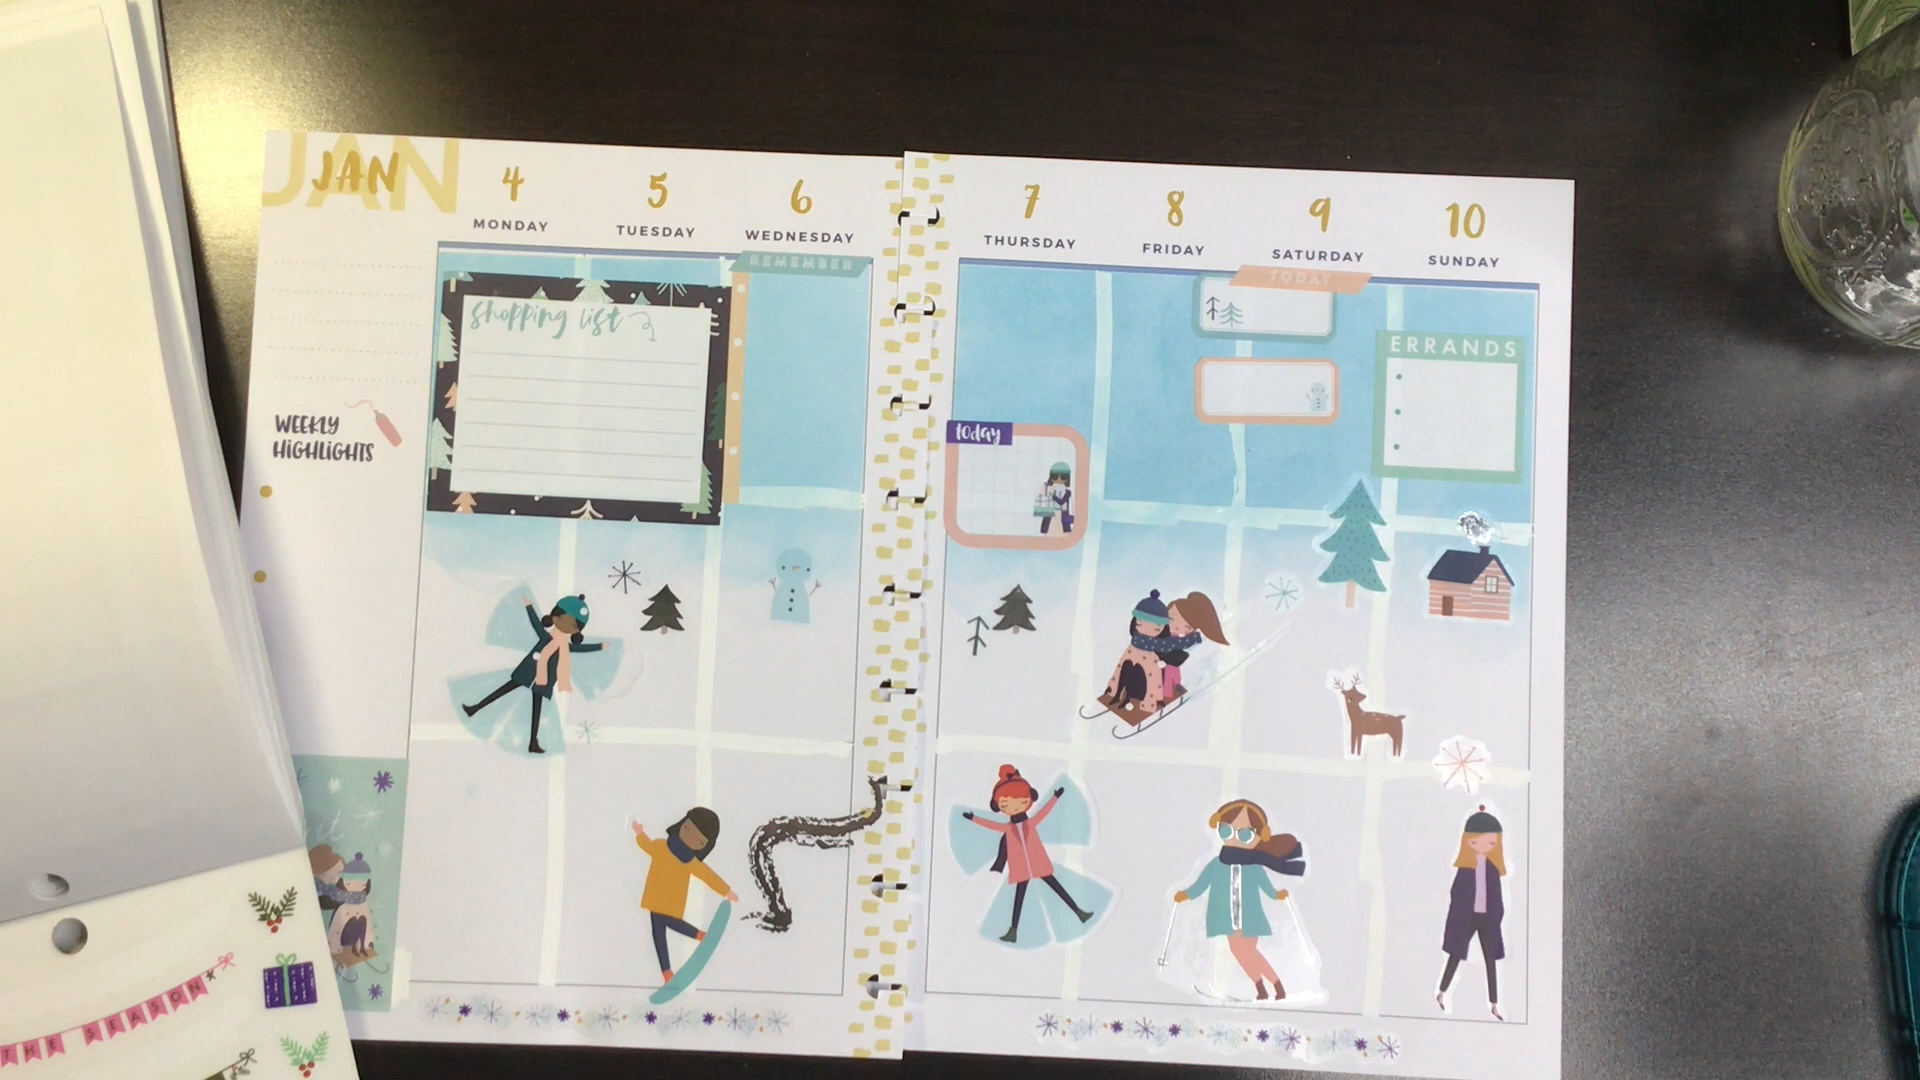 JAN
JAN
4 5 6 7 8 9 10
MONDAY TUESDAY WEDNESDAY THURSDAY FRIDAY SATURDAY SUNDAY
REMEMBER
TODAY
shopping list
ERRANDS
today
WEEKLY
HIGHLIGHTS
THE SEASON